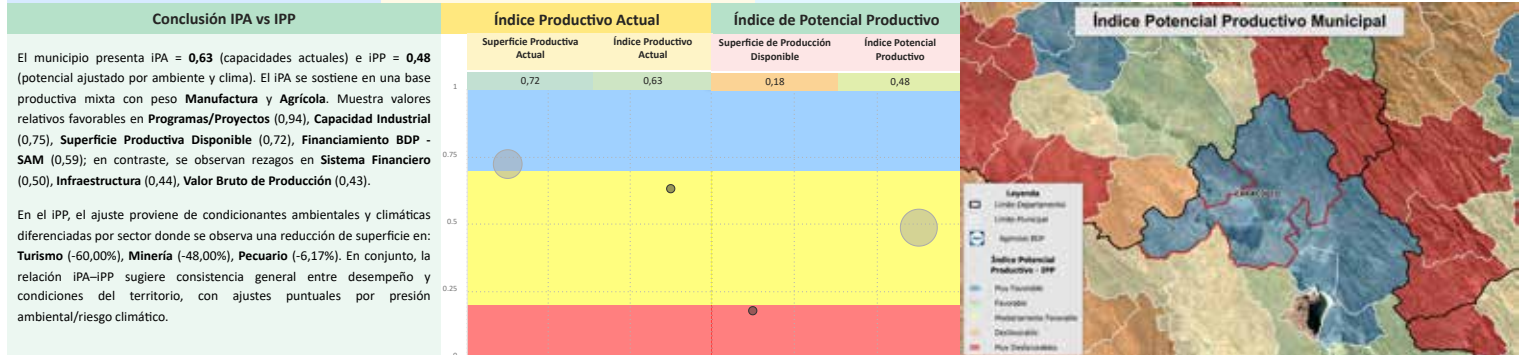 Conclusión IPA vs IPP
El municipio presenta iPA = 0,63 (capacidades actuales) e iPP = 0,48
(potencial ajustado por ambiente y clima). El iPA se sostiene en una base
productiva mixta con peso Manufactura y Agrícola. Muestra valores
relativos favorables en Programas/Proyectos (0,94), Capacidad Industrial
(0,75), Superficie Productiva Disponible (0,72), Financiamiento BDP -
SAM (0,59); en contraste, se observan rezagos en Sistema Financiero
(0,50), Infraestructura (0,44), Valor Bruto de Producción (0,43).
En el iPP, el ajuste proviene de condicionantes ambientales y climáticas
diferenciadas por sector donde se observa una reducción de superficie en:
Turismo (-60,00%), Minería (-48,00%), Pecuario (-6,17%). En conjunto, la
relación iPA–iPP sugiere consistencia general entre desempeño y
condiciones del territorio, con ajustes puntuales por presión
ambiental/riesgo climático.
Índice Productivo Actual
Índice de Potencial Productivo
Superficie Productiva
Actual
Índice Productivo
Actual
Superficie de Producción
Disponible
Índice Potencial
Productivo
0,72
0,63
0,18
0,48
1
0.75
0.5
0.25
0
Índice Potencial Productivo Municipal
Leyenda
Limite Departamental
Limite Municipal
Agencias BDP
Índice Potencial
Productivo - IPP
Muy Favorable
Favorable
Medianamente Favorable
Desfavorable
Muy Desfavorable